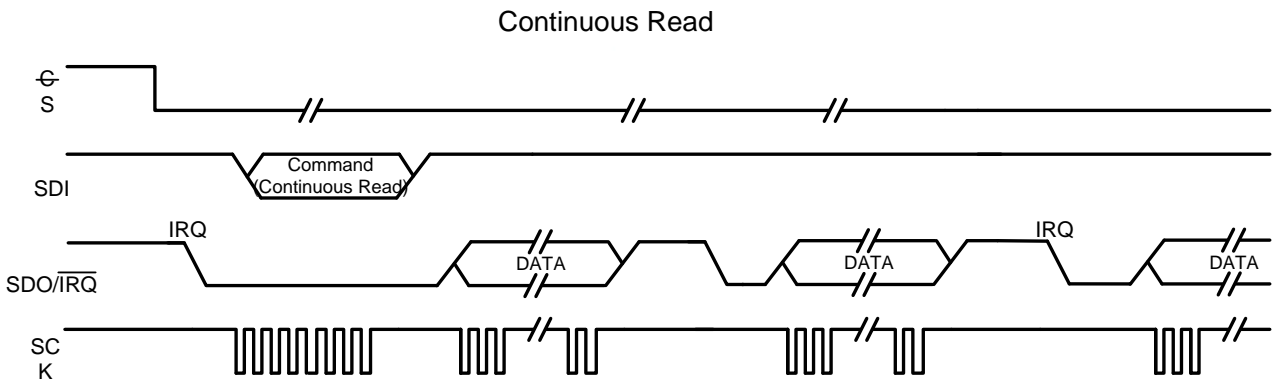 Continuous Read
C
S
SDI
Command
(Continuous Read)
IRQ
IRQ
SDO/IRQ
DATA
DATA
DATA
SC
K